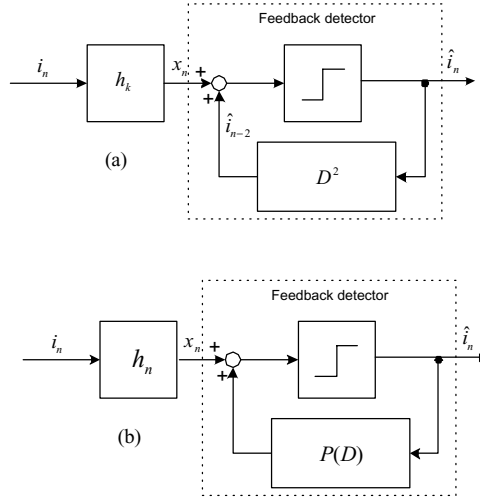 Feedback detector
i_n
h_k
x_n
+
+
î_n
î_{n-2}
D^2
(a)
Feedback detector
i_n
h_n
x_n
+
+
î_n
P(D)
(b)